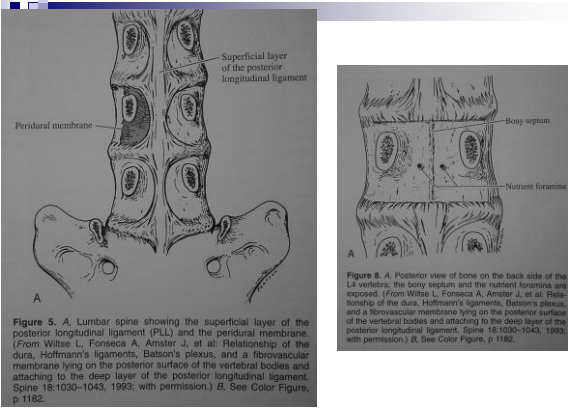 Superficial layer
of the posterior
longitudinal ligament
Peridural membrane
A
Figure 5. A, Lumbar spine showing the superficial layer of the
posterior longitudinal ligament (PLL) and the peridural membrane.
(From Wiltse L, Fonseca A, Amster J, et al: Relationship of the
dura, Hoffmann's ligaments, Batson's plexus, and a fibrovascular
membrane lying on the posterior surface of the vertebral bodies and
attaching to the deep layer of the posterior longitudinal ligament.
Spine 18:1030–1043, 1993; with permission.) B, See Color Figure,
p 1182.
Bony septum
Nutrient foramina
A
Figure 8. A, Posterior view of bone on the back side of the
L4 vertebra; the bony septum and the nutrient foramina are
exposed. (From Wiltse L, Fonseca A, Amster J, et al: Rela-
tionship of the dura, Hoffmann's ligaments, Batson's plexus,
and a fibrovascular membrane lying on the posterior surface
of the vertebral bodies and attaching to the deep layer of the
posterior longitudinal ligament. Spine 18:1030–1043, 1993;
with permission.) B, See Color Figure, p 1182.